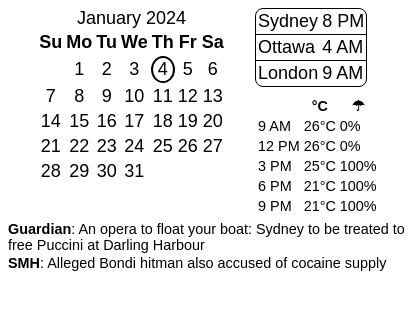 January 2024
Su Mo Tu We Th Fr Sa
1 2 3 4 5 6
7 8 9 10 11 12 13
14 15 16 17 18 19 20
21 22 23 24 25 26 27
28 29 30 31
Sydney 8 PM
Ottawa 4 AM
London 9 AM
°C ☂
9 AM 26°C 0%
12 PM 26°C 0%
3 PM 25°C 100%
6 PM 21°C 100%
9 PM 21°C 100%
Guardian: An opera to float your boat: Sydney to be treated to
free Puccini at Darling Harbour
SMH: Alleged Bondi hitman also accused of cocaine supply